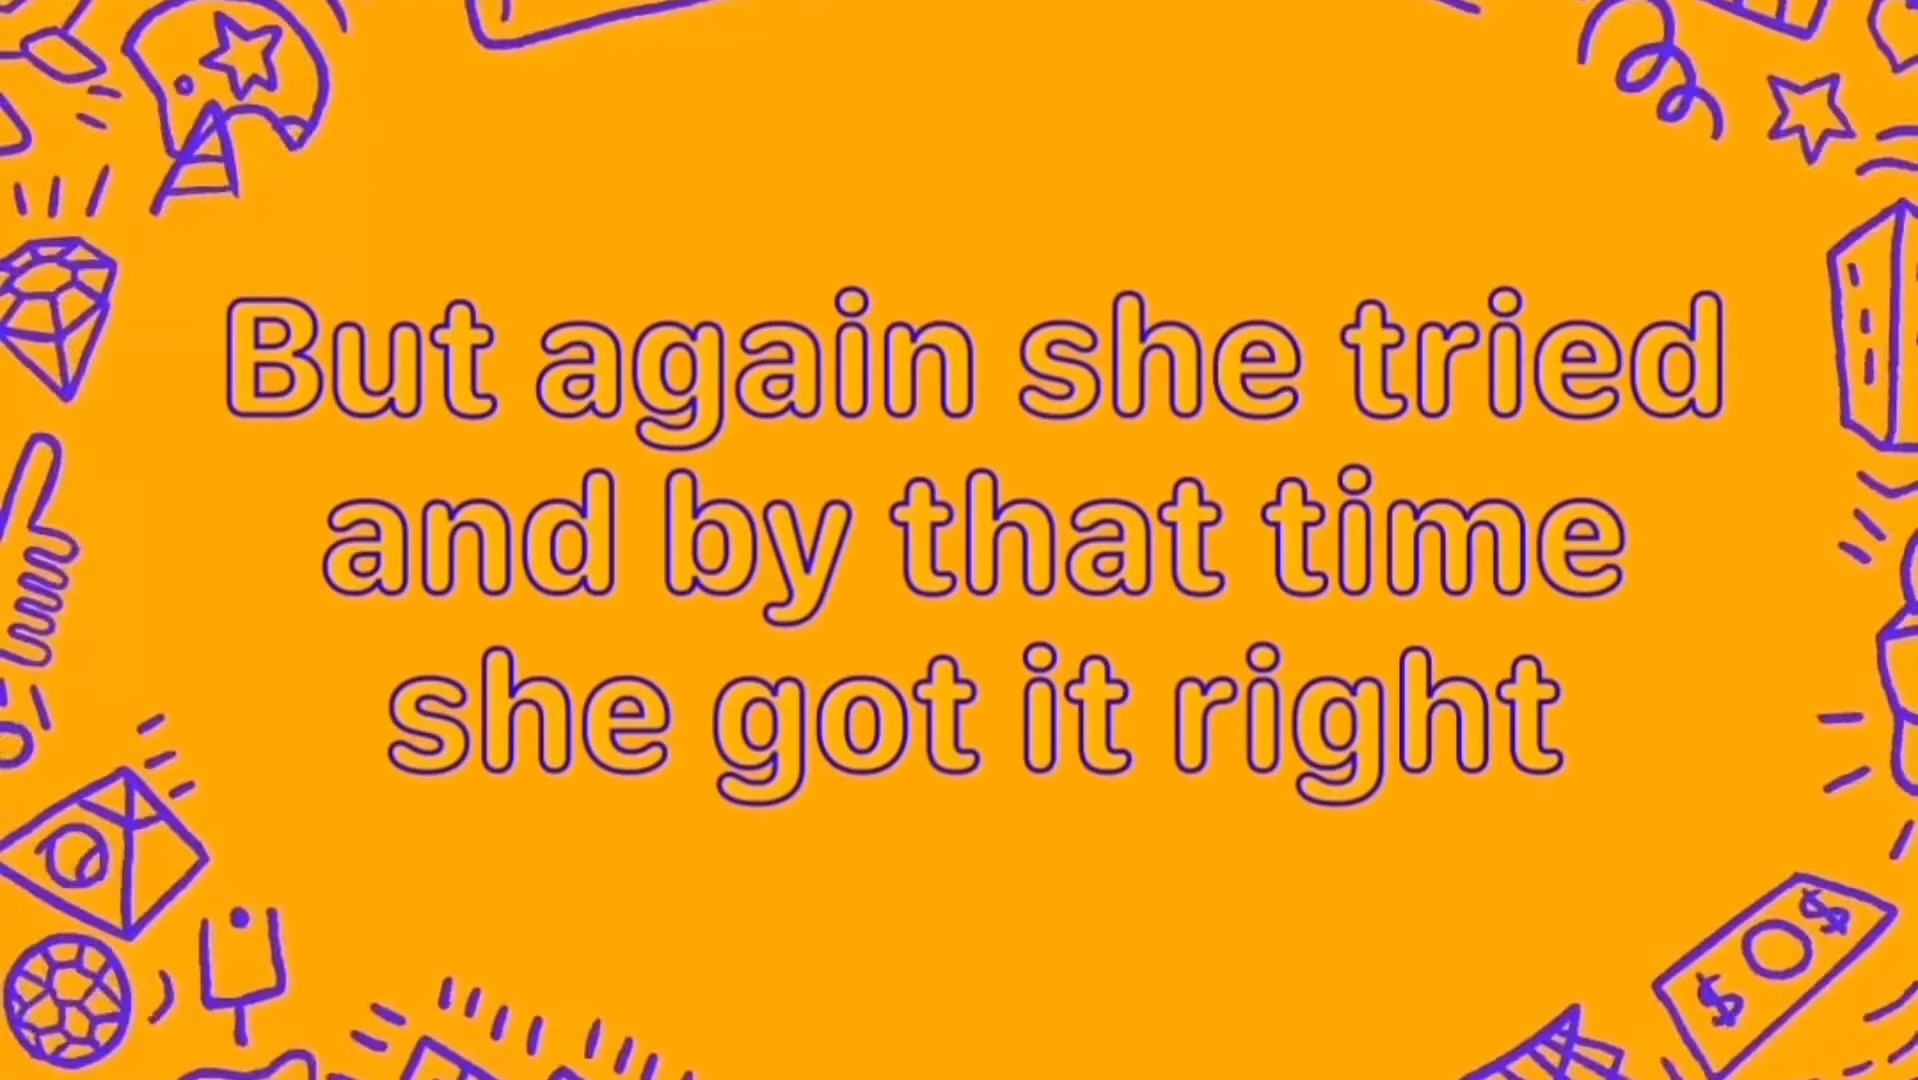 But again she tried
and by that time
she got it right
$ $